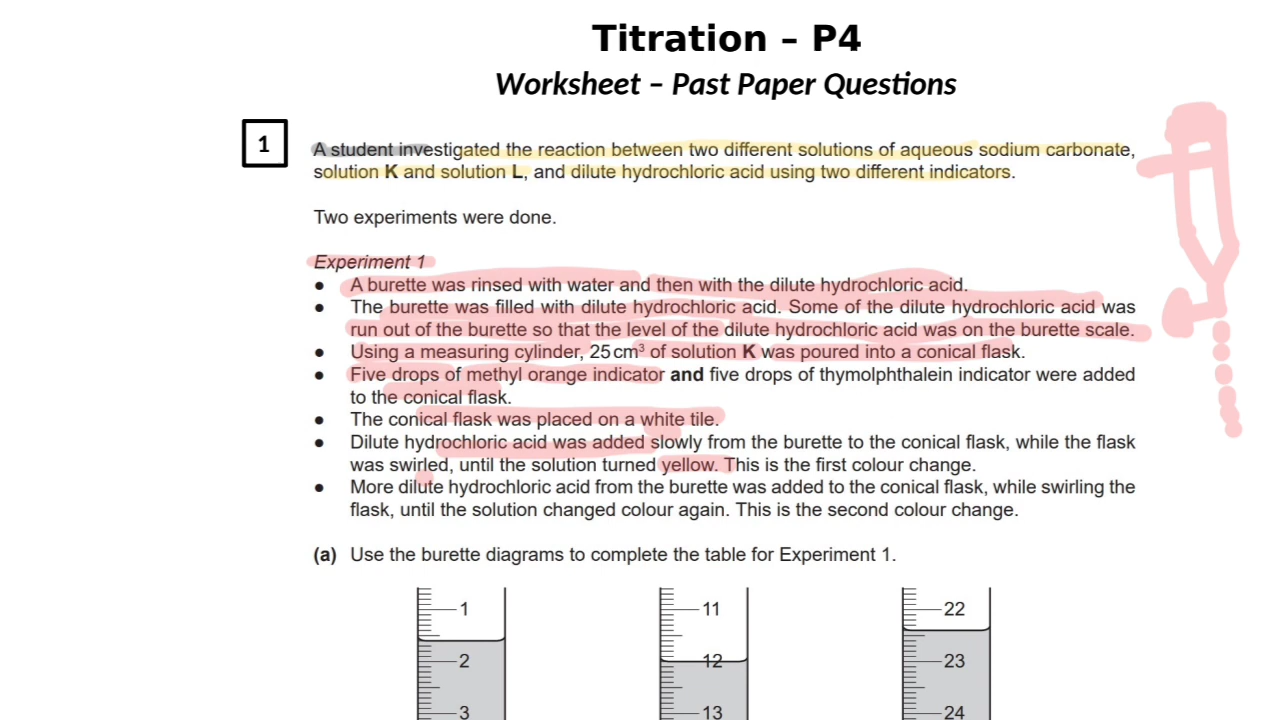 Titration – P4
Worksheet – Past Paper Questions
1
A student investigated the reaction between two different solutions of aqueous sodium carbonate,
solution K and solution L, and dilute hydrochloric acid using two different indicators.
Two experiments were done.
Experiment 1
● A burette was rinsed with water and then with the dilute hydrochloric acid.
● The burette was filled with dilute hydrochloric acid. Some of the dilute hydrochloric acid was
run out of the burette so that the level of the dilute hydrochloric acid was on the burette scale.
● Using a measuring cylinder, 25 cm³ of solution K was poured into a conical flask.
● Five drops of methyl orange indicator and five drops of thymolphthalein indicator were added
to the conical flask.
● The conical flask was placed on a white tile.
● Dilute hydrochloric acid was added slowly from the burette to the conical flask, while the flask
was swirled, until the solution turned yellow. This is the first colour change.
● More dilute hydrochloric acid from the burette was added to the conical flask, while swirling the
flask, until the solution changed colour again. This is the second colour change.
(a) Use the burette diagrams to complete the table for Experiment 1.
1 11 22
2 12 23
3 13 24